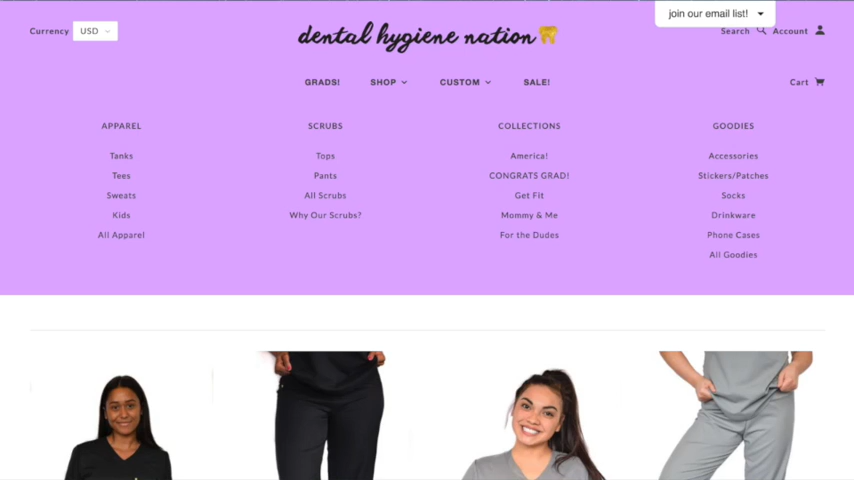 join our email list!
Currency USD
dental hygiene nation
Search Account
GRADS! SHOP CUSTOM SALE!
Cart
APPAREL SCRUBS COLLECTIONS GOODIES
Tanks Tops America! Accessories
Tees Pants CONGRATS GRAD! Stickers/Patches
Sweats All Scrubs Get Fit Socks
Kids Why Our Scrubs? Mommy & Me Drinkware
All Apparel For the Dudes Phone Cases
All Goodies